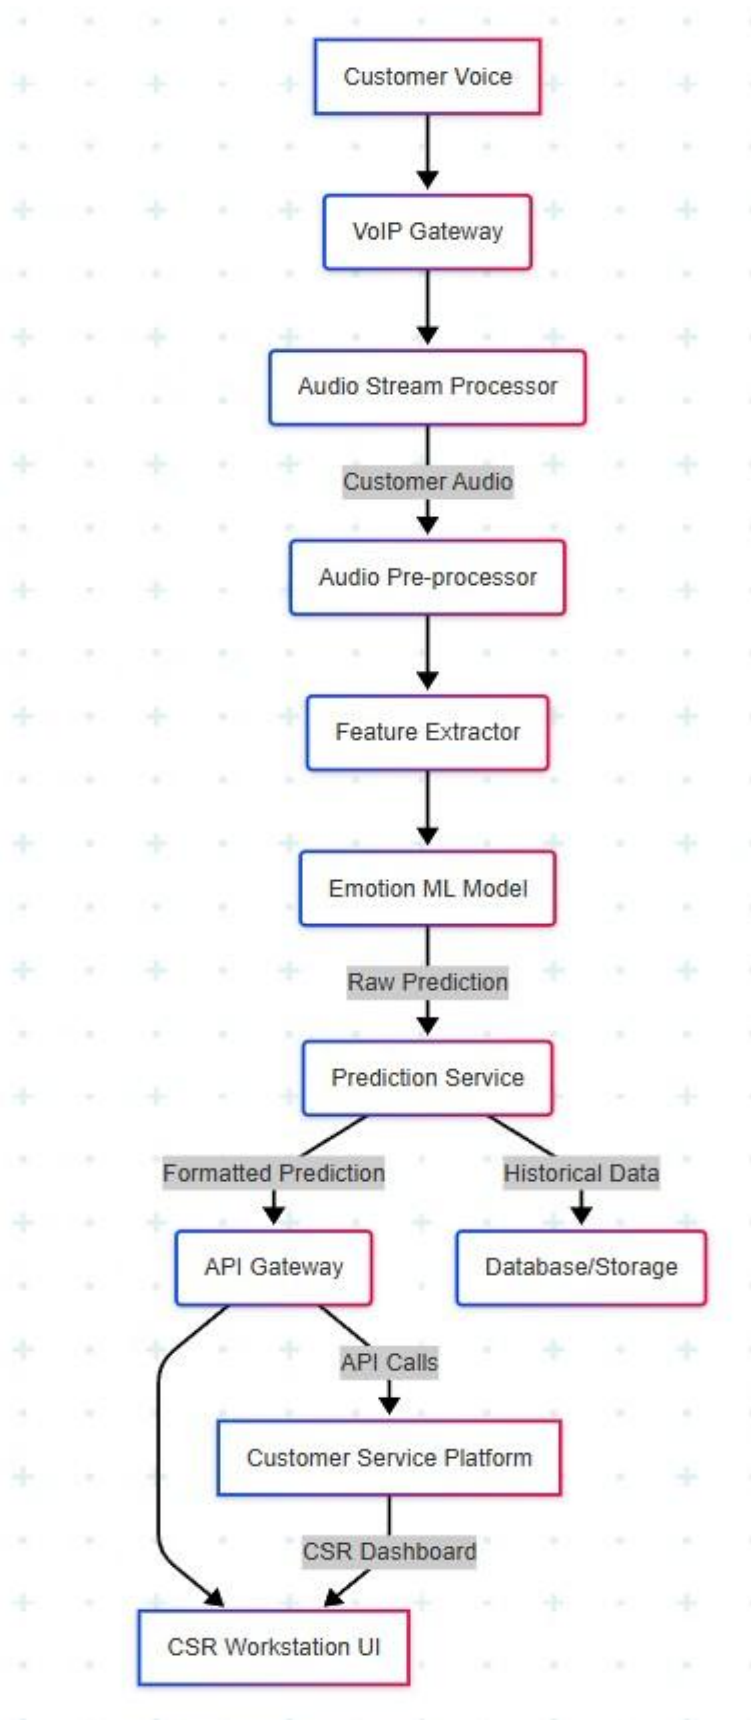 Customer Voice
VoIP Gateway
Audio Stream Processor
Customer Audio
Audio Pre-processor
Feature Extractor
Emotion ML Model
Raw Prediction
Prediction Service
Formatted Prediction
Historical Data
API Gateway
Database/Storage
API Calls
Customer Service Platform
CSR Dashboard
CSR Workstation UI